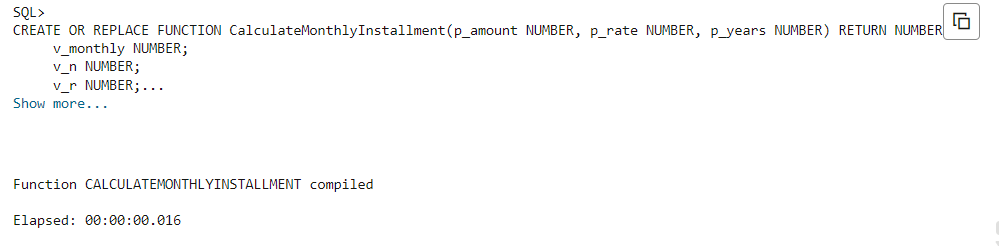 SQL>
CREATE OR REPLACE FUNCTION CalculateMonthlyInstallment(p_amount NUMBER, p_rate NUMBER, p_years NUMBER) RETURN NUMBER
v_monthly NUMBER;
v_n NUMBER;
v_r NUMBER;...
Show more...
Function CALCULATEMONTHLYINSTALLMENT compiled
Elapsed: 00:00:00.016